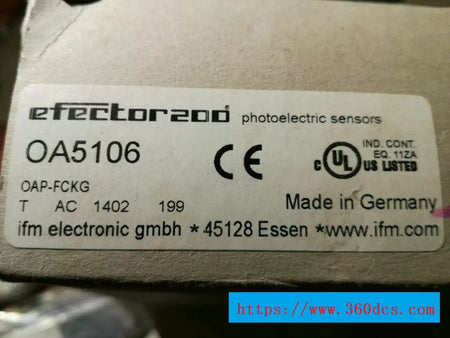 efector200 photoelectric sensors
OA5106
CE
c UL US LISTED
IND. CONT.
EQ. 11ZA
OAP-FCKG
T AC 1402 199
Made in Germany
ifm electronic gmbh * 45128 Essen *www.ifm.com
https://www.360dcs.com